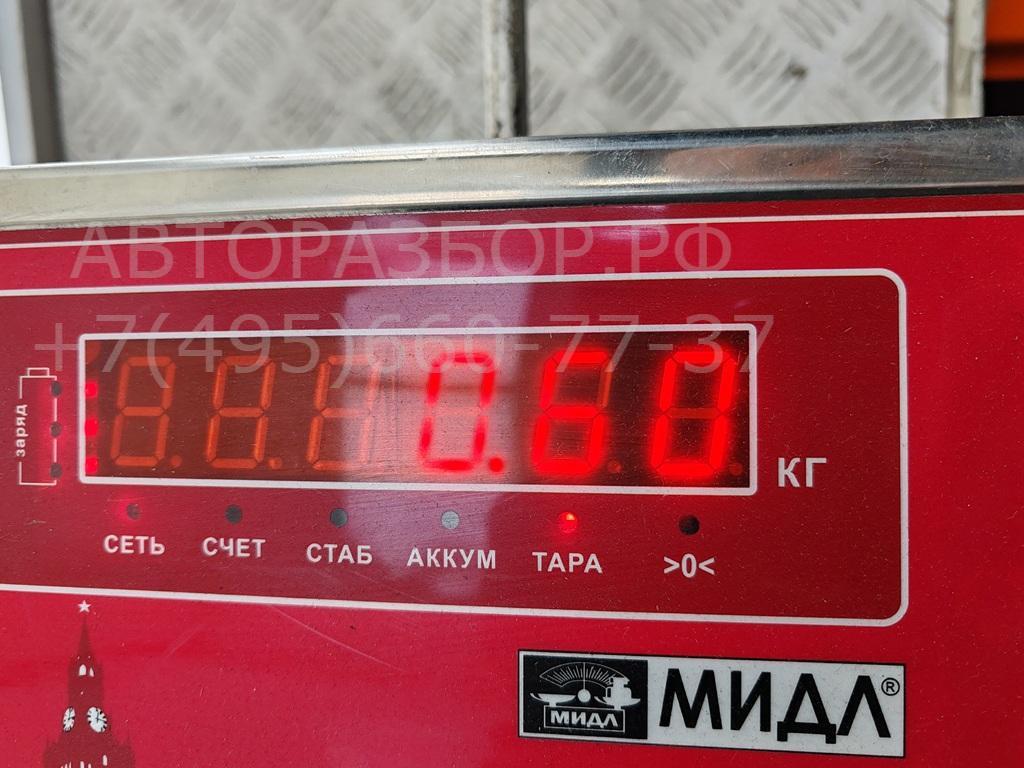 АВТОРАЗБОР.РФ
+7(495)660-77-37
заряд
0.60
КГ
СЕТЬ СЧЕТ СТАБ АККУМ ТАРА >0<
МИДЛ МИДЛ®